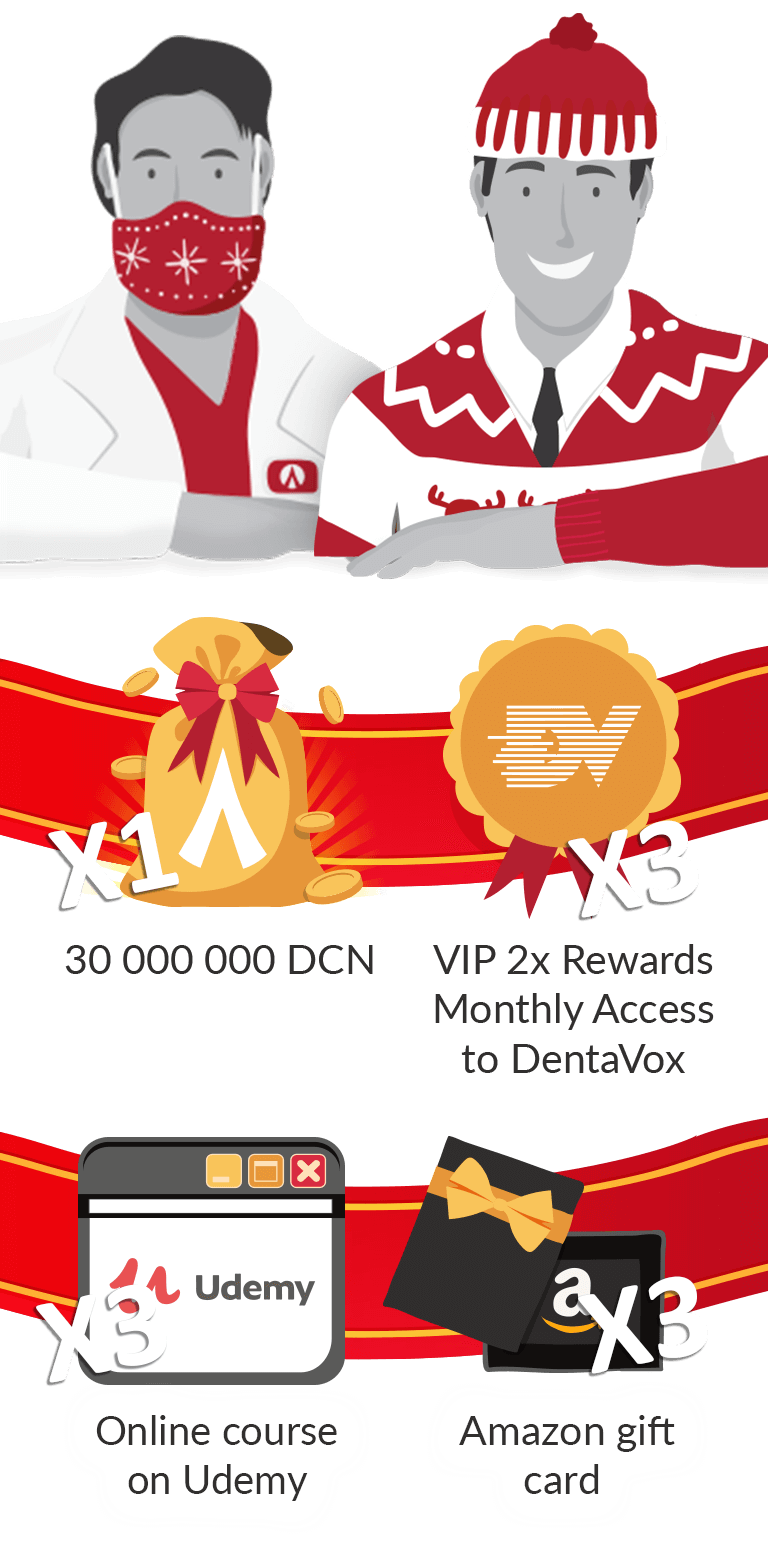 X1
30 000 000 DCN
DV
X3
VIP 2x Rewards
Monthly Access
to DentaVox
Udemy
X3
Online course
on Udemy
a
X3
Amazon gift
card